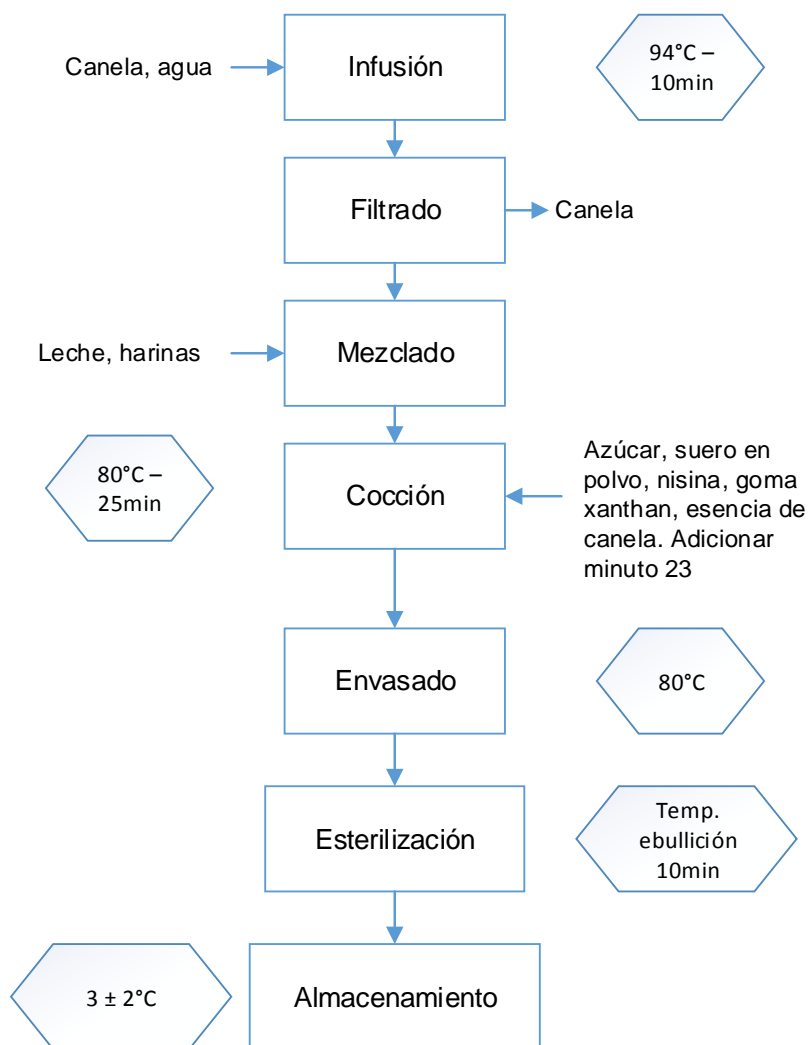 Canela, agua
Infusión
94°C –
10min
Filtrado
Canela
Leche, harinas
Mezclado
80°C –
25min
Cocción
Azúcar, suero en
polvo, nisina, goma
xanthan, esencia de
canela. Adicionar
minuto 23
Envasado
80°C
Esterilización
Temp.
ebullición
10min
3 ± 2°C
Almacenamiento